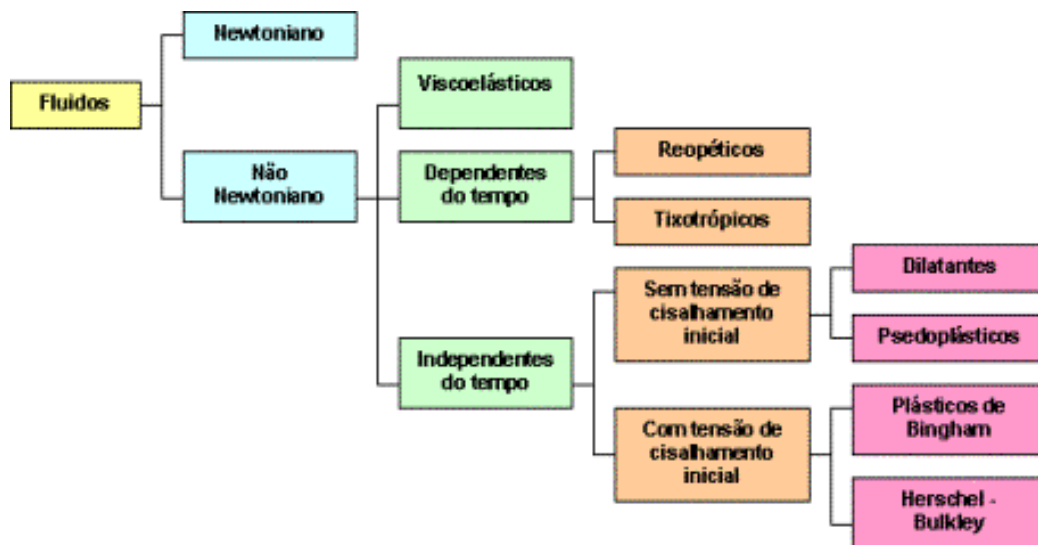 Newtoniano
Fluidos
Não
Newtoniano
Viscoelásticos
Dependentes
do tempo
Reopéticos
Tixotrópicos
Independentes
do tempo
Sem tensão de
cisalhamento
inicial
Dilatantes
Psedoplásticos
Com tensão de
cisalhamento
inicial
Plásticos de
Bingham
Herschel -
Bulkley